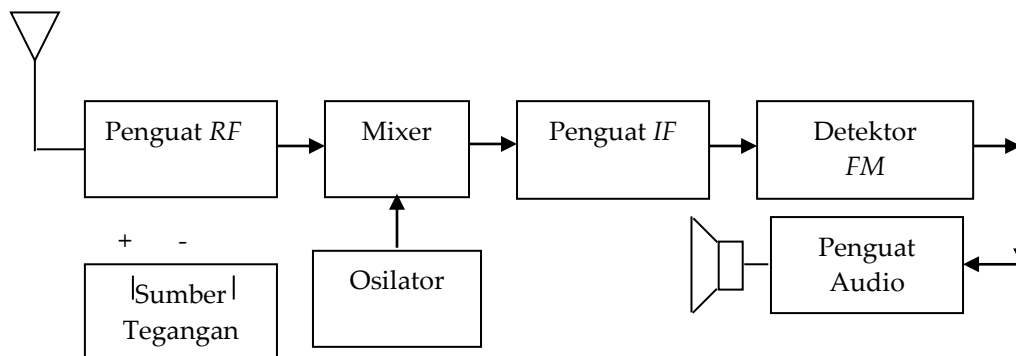 Penguat RF
Mixer
Penguat IF
Detektor
FM
+ -
Sumber
Tegangan
Osilator
Penguat
Audio